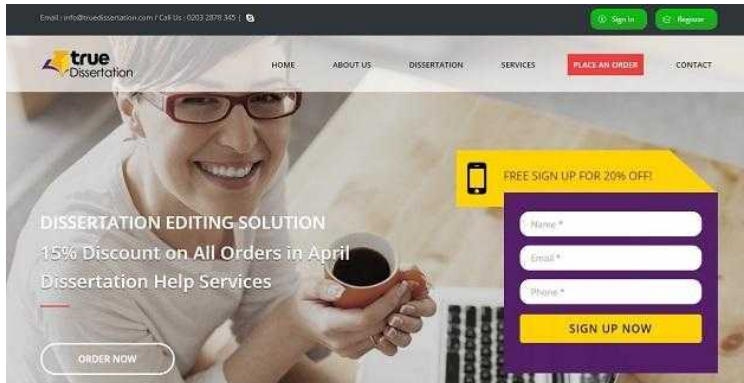 Email : info@truedissertation.com / Call Us : 0203 2878 345 |
Sign In
Register
true
Dissertation
HOME
ABOUT US
DISSERTATION
SERVICES
PLACE AN ORDER
CONTACT
FREE SIGN UP FOR 20% OFF!
DISSERTATION EDITING SOLUTION
15% Discount on All Orders in April
Dissertation Help Services
ORDER NOW
Name *
Email *
Phone *
SIGN UP NOW